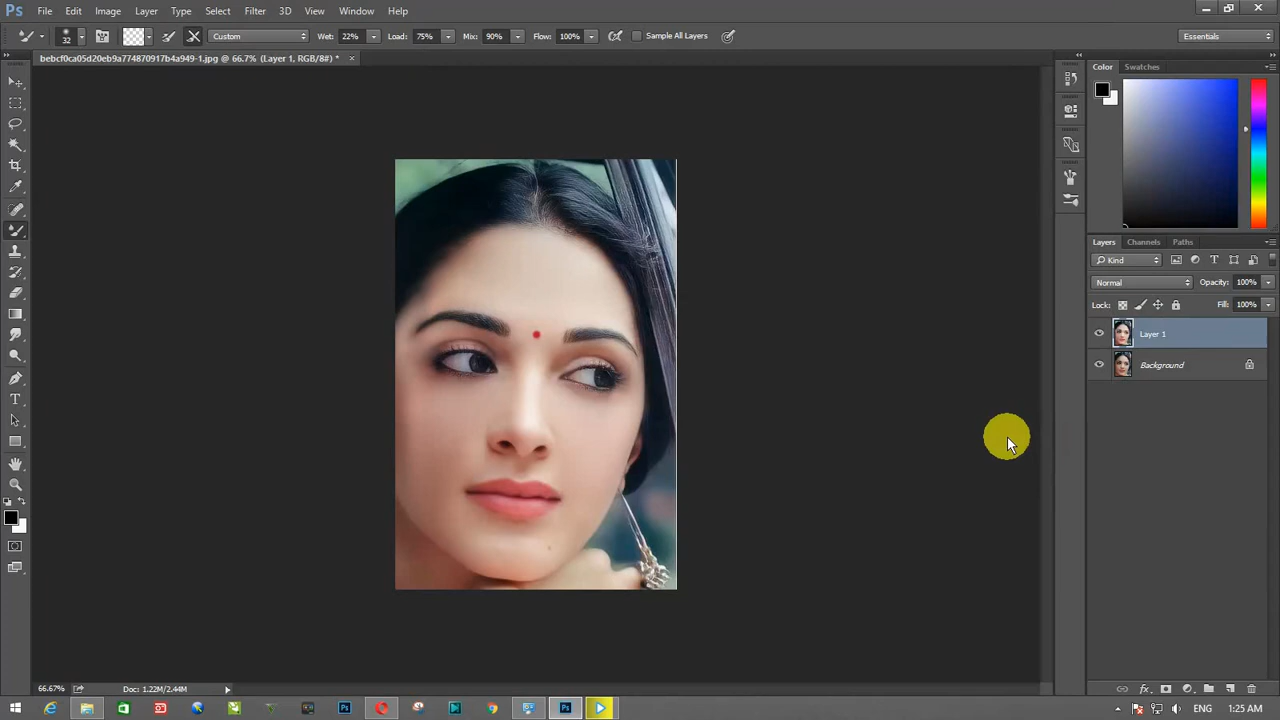 Ps File Edit Image Layer Type Select Filter 3D View Window Help
32 Custom Wet: 22% Load: 75% Mix: 90% Flow: 100% Sample All Layers Essentials
bebcf0ca05d20eb9a774870917b4a949-1.jpg @ 66.7% (Layer 1, RGB/8#) *
Color Swatches
Layers Channels Paths
Kind
Normal Opacity: 100%
Lock: Fill: 100%
Layer 1
Background
66.67% Doc: 1.22M/2.44M
ENG 1:25 AM